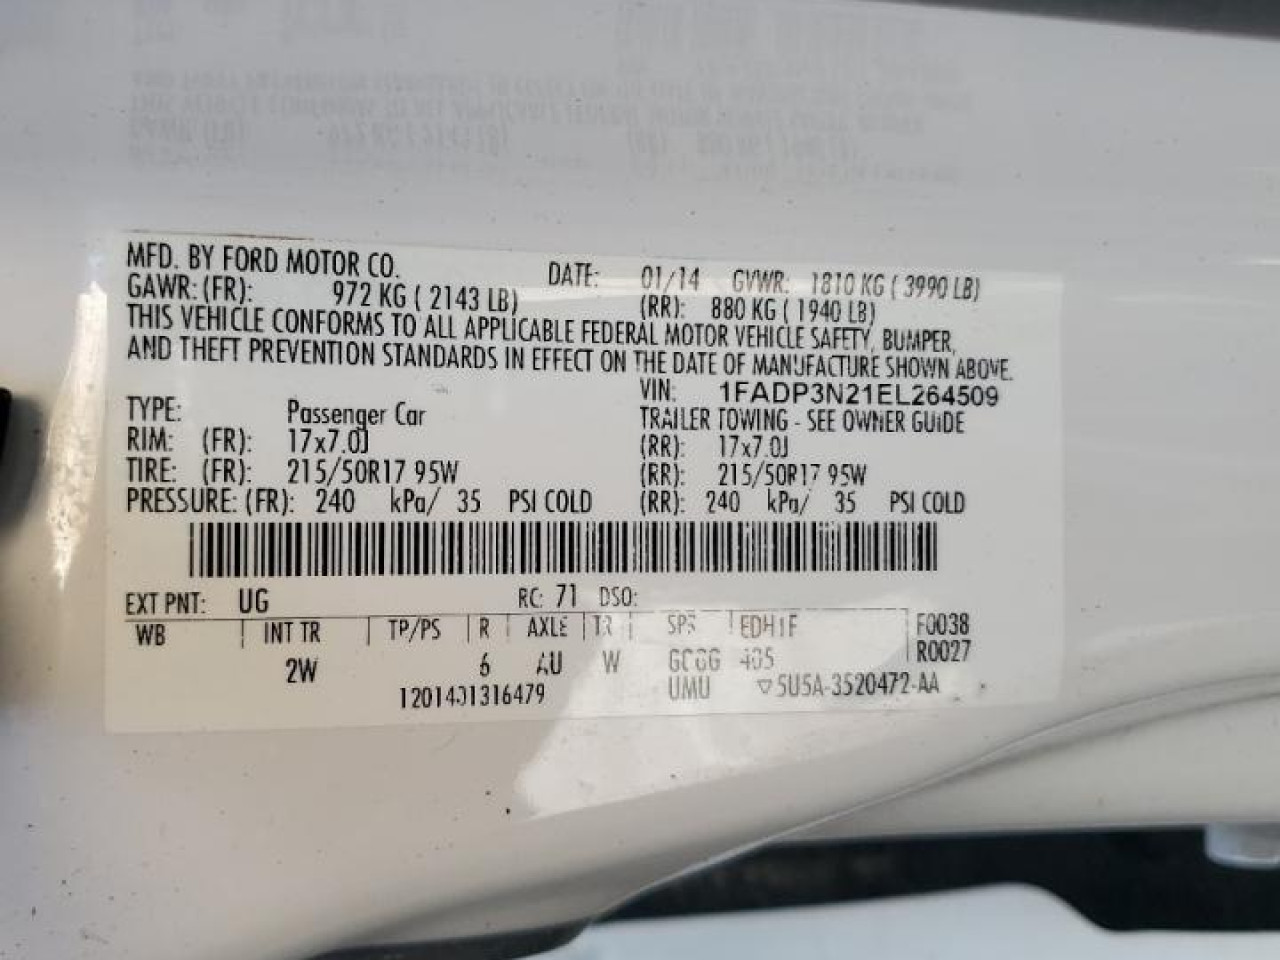 MFD. BY FORD MOTOR CO. DATE: 01/14 GVWR: 1810 KG ( 3990 LB)
GAWR: (FR): 972 KG ( 2143 LB) (RR): 880 KG ( 1940 LB)
THIS VEHICLE CONFORMS TO ALL APPLICABLE FEDERAL MOTOR VEHICLE SAFETY, BUMPER,
AND THEFT PREVENTION STANDARDS IN EFFECT ON THE DATE OF MANUFACTURE SHOWN ABOVE.
VIN: 1FADP3N21EL264509
TYPE: Passenger Car TRAILER TOWING - SEE OWNER GUIDE
RIM: (FR): 17x7.0J (RR): 17x7.0J
TIRE: (FR): 215/50R17 95W (RR): 215/50R17 95W
PRESSURE: (FR): 240 kPa/ 35 PSI COLD (RR): 240 kPa/ 35 PSI COLD
EXT PNT: UG RC: 71 DSO:
WB INT TR TP/PS R AXLE TR SPR F0038
2W 6 AU W R0027
1201401316479 UMU ▽5U5A-3520472-AA